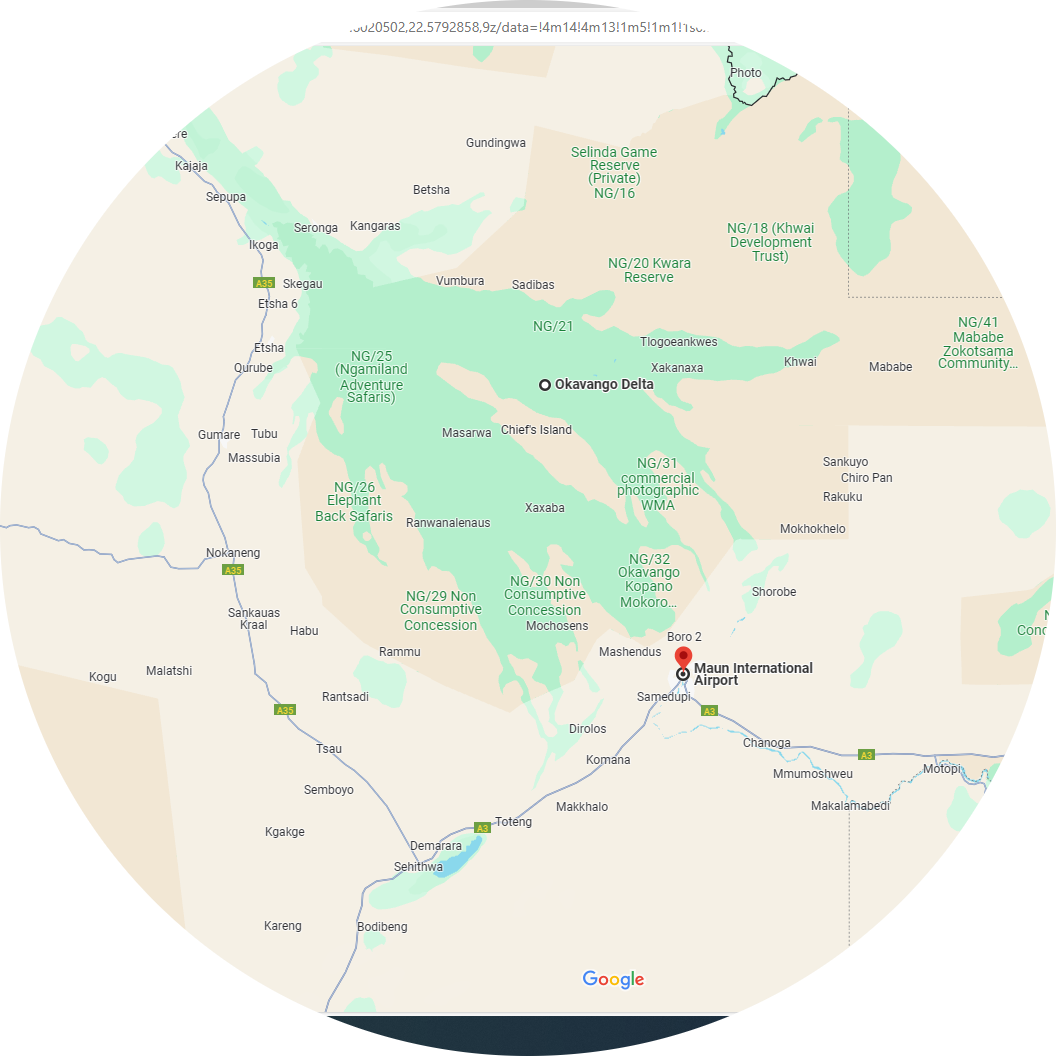 .6020502,22.5792858,9z/data=!4m14!4m13!1m5!1m1!1s0..
Photo
Gundingwa
Selinda Game
Reserve
(Private)
NG/16
Kajaja
Betsha
Sepupa
Seronga
Kangaras
NG/18 (Khwai
Development
Trust)
Ikoga
NG/20 Kwara
Reserve
A35
Skegau
Vumbura
Sadibas
Etsha 6
NG/21
NG/41
Mababe
Zokotsama
Community...
Etsha
Tlogoeankwes
NG/25
(Ngamiland
Adventure
Safaris)
Qurube
Xakanaxa
Khwai
Mababe
Okavango Delta
Gumare
Tubu
Masarwa
Chief's Island
Massubia
NG/31
commercial
photographic
WMA
Sankuyo
Chiro Pan
Rakuku
NG/26
Elephant
Back Safaris
Xaxaba
Ranwanalenaus
Mokhokhelo
Nokaneng
A35
NG/32
Okavango
Kopano
Mokoro...
NG/30 Non
Consumptive
Concession
NG/29 Non
Consumptive
Concession
Shorobe
Sankauas
Kraal
Habu
Mochosens
Conc
Boro 2
Rammu
Mashendus
Malatshi
Kogu
Maun International
Airport
Rantsadi
Samedupi
A35
A3
Dirolos
Tsau
Chanoga
A3
Komana
Mmumoshweu
Motopi
Semboyo
Makkhalo
Makalamabedi
Kgakge
A3
Toteng
Demarara
Sehithwa
Kareng
Bodibeng
Google